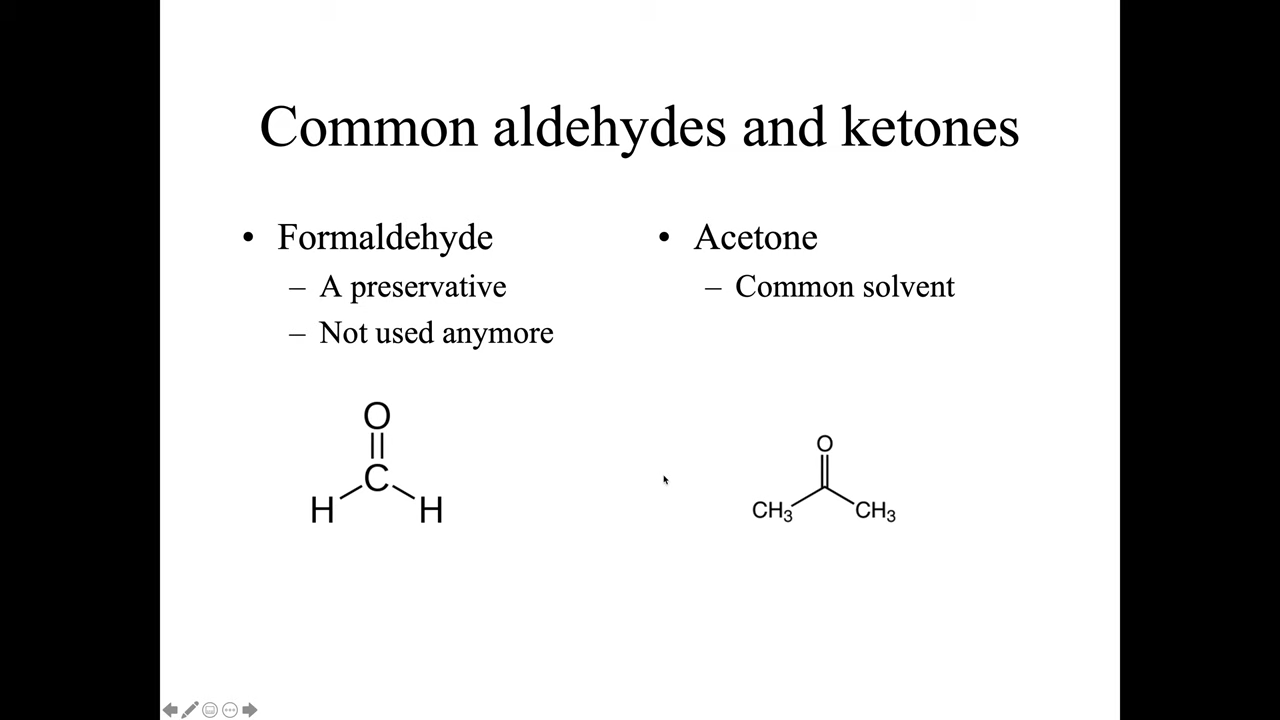 Common aldehydes and ketones
• Formaldehyde
– A preservative
– Not used anymore
• Acetone
– Common solvent
O
C
H H
O
CH₃ CH₃